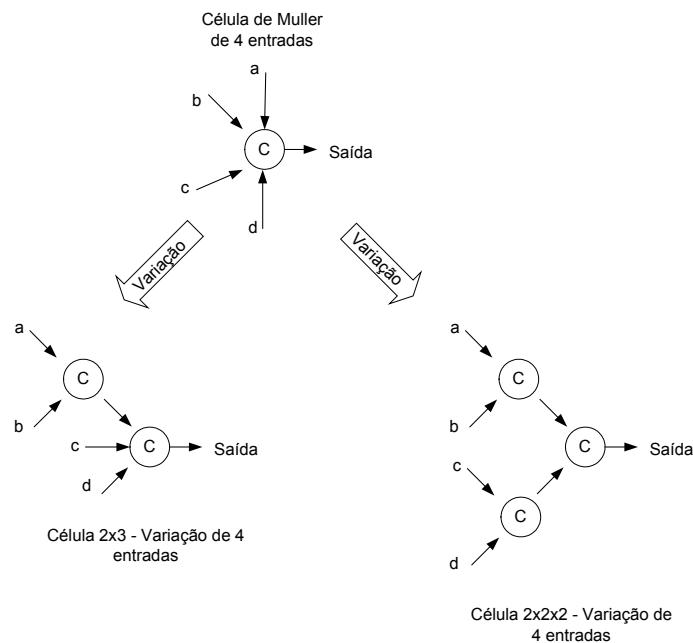 Célula de Muller
de 4 entradas
a
b
C
Saída
c
d
Variação
Variação
a
C
b
c
C
Saída
d
Célula 2x3 - Variação de 4
entradas
a
C
b
C
Saída
c
C
d
Célula 2x2x2 - Variação de
4 entradas